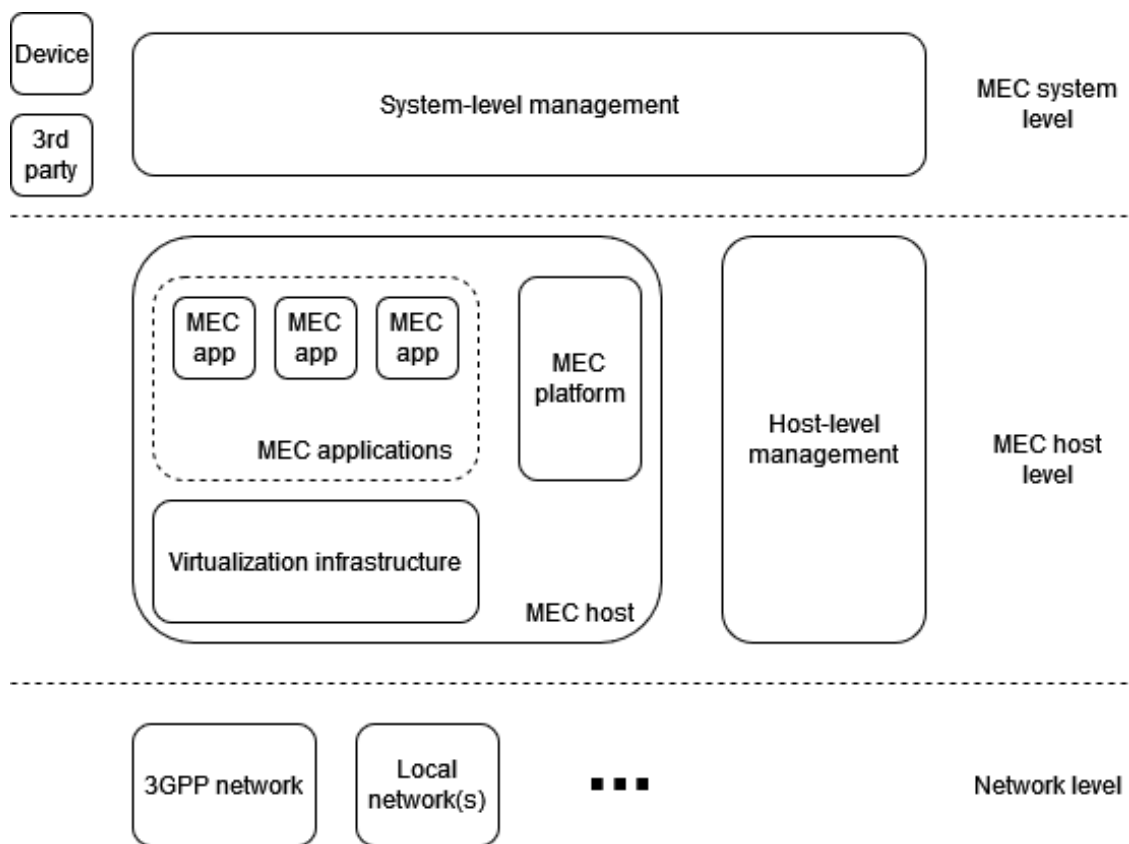 Device
3rd
party
System-level management
MEC system
level
MEC
app
MEC
app
MEC
app
MEC applications
MEC
platform
Virtualization infrastructure
MEC host
Host-level
management
MEC host
level
3GPP network
Local
network(s)
Network level